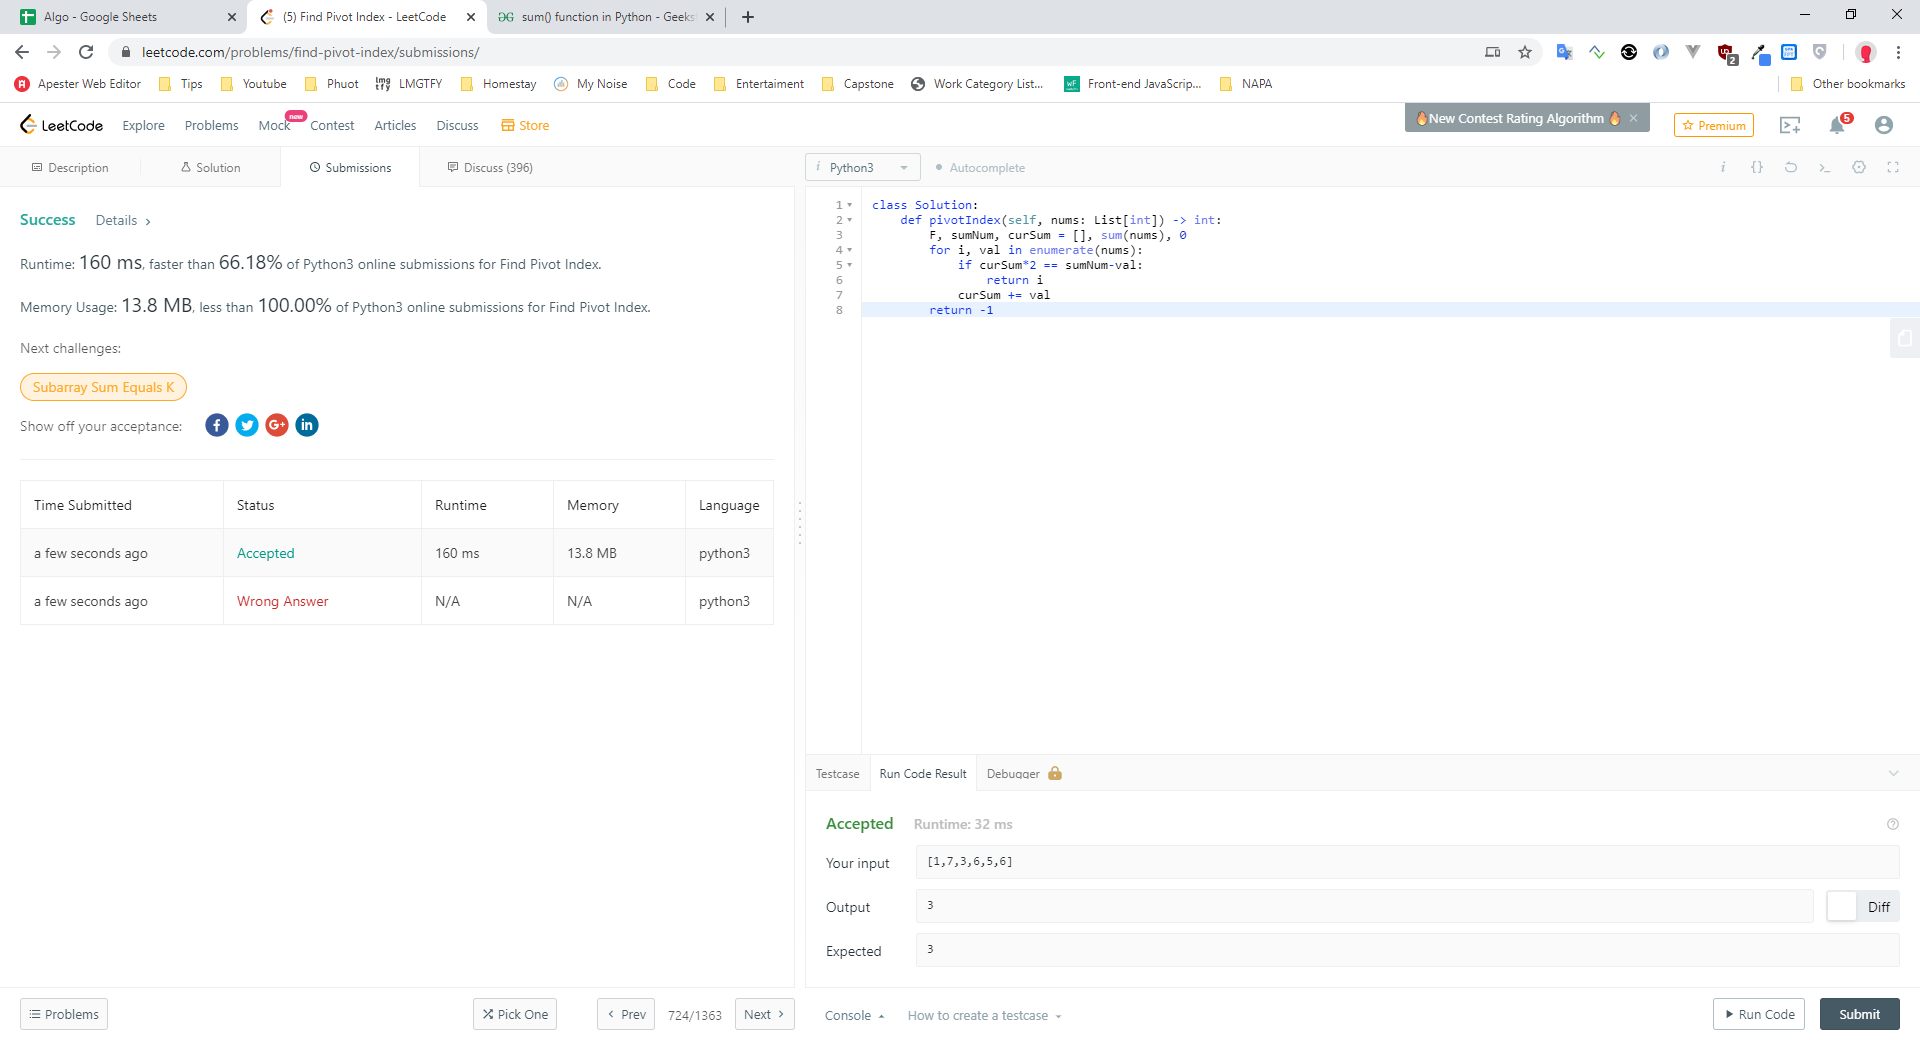 Algo - Google Sheets
(5) Find Pivot Index - LeetCode
sum() function in Python - Geeks
leetcode.com/problems/find-pivot-index/submissions/
2
Apester Web Editor
Tips
Youtube
Phuot
LMGTFY
Homestay
My Noise
Code
Entertaiment
Capstone
Work Category List...
Front-end JavaScrip...
NAPA
Other bookmarks
LeetCode
Explore
Problems
Mock
new
Contest
Articles
Discuss
Store
New Contest Rating Algorithm
Premium
5
Description
Solution
Submissions
Discuss (396)
Success
Details
Runtime: 160 ms, faster than 66.18% of Python3 online submissions for Find Pivot Index.
Memory Usage: 13.8 MB, less than 100.00% of Python3 online submissions for Find Pivot Index.
Next challenges:
Subarray Sum Equals K
Show off your acceptance:
Time Submitted Status Runtime Memory Language
a few seconds ago Accepted 160 ms 13.8 MB python3
a few seconds ago Wrong Answer N/A N/A python3
Problems
Pick One
Prev
724/1363
Next
i Python3
Autocomplete
i {}
1 class Solution:
2 def pivotIndex(self, nums: List[int]) -> int:
3 F, sumNum, curSum = [], sum(nums), 0
4 for i, val in enumerate(nums):
5 if curSum*2 == sumNum-val:
6 return i
7 curSum += val
8 return -1
Testcase
Run Code Result
Debugger
Accepted
Runtime: 32 ms
Your input
[1,7,3,6,5,6]
Output
3
Diff
Expected
3
Console
How to create a testcase
Run Code
Submit